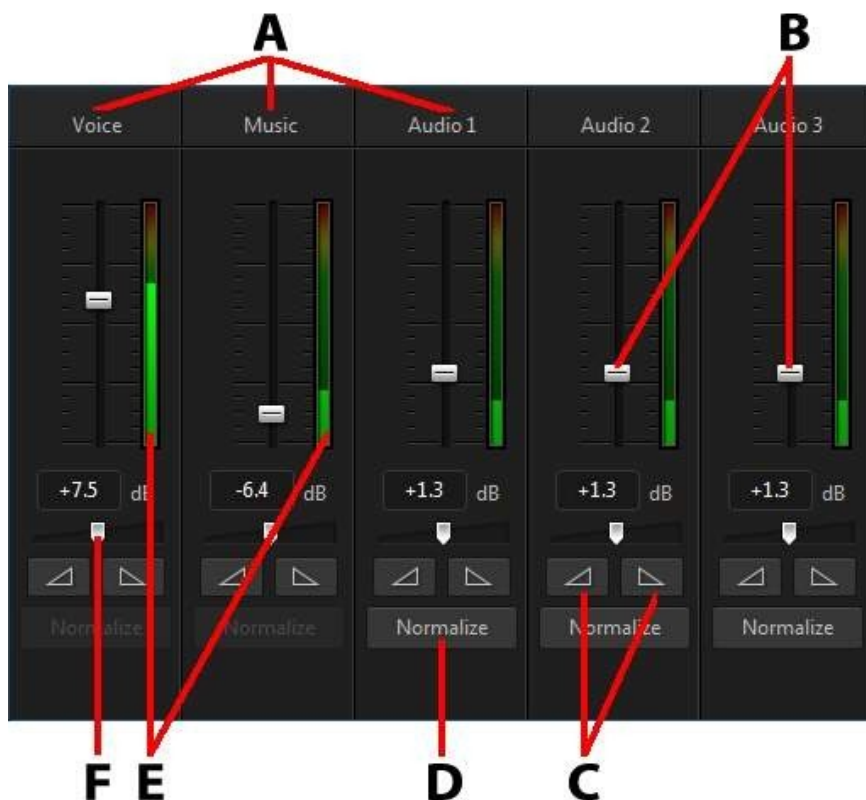 A B
Voice Music Audio 1 Audio 2 Audio 3
+7.5 dB -6.4 dB +1.3 dB +1.3 dB +1.3 dB
Normalize Normalize Normalize Normalize Normalize
F E D C